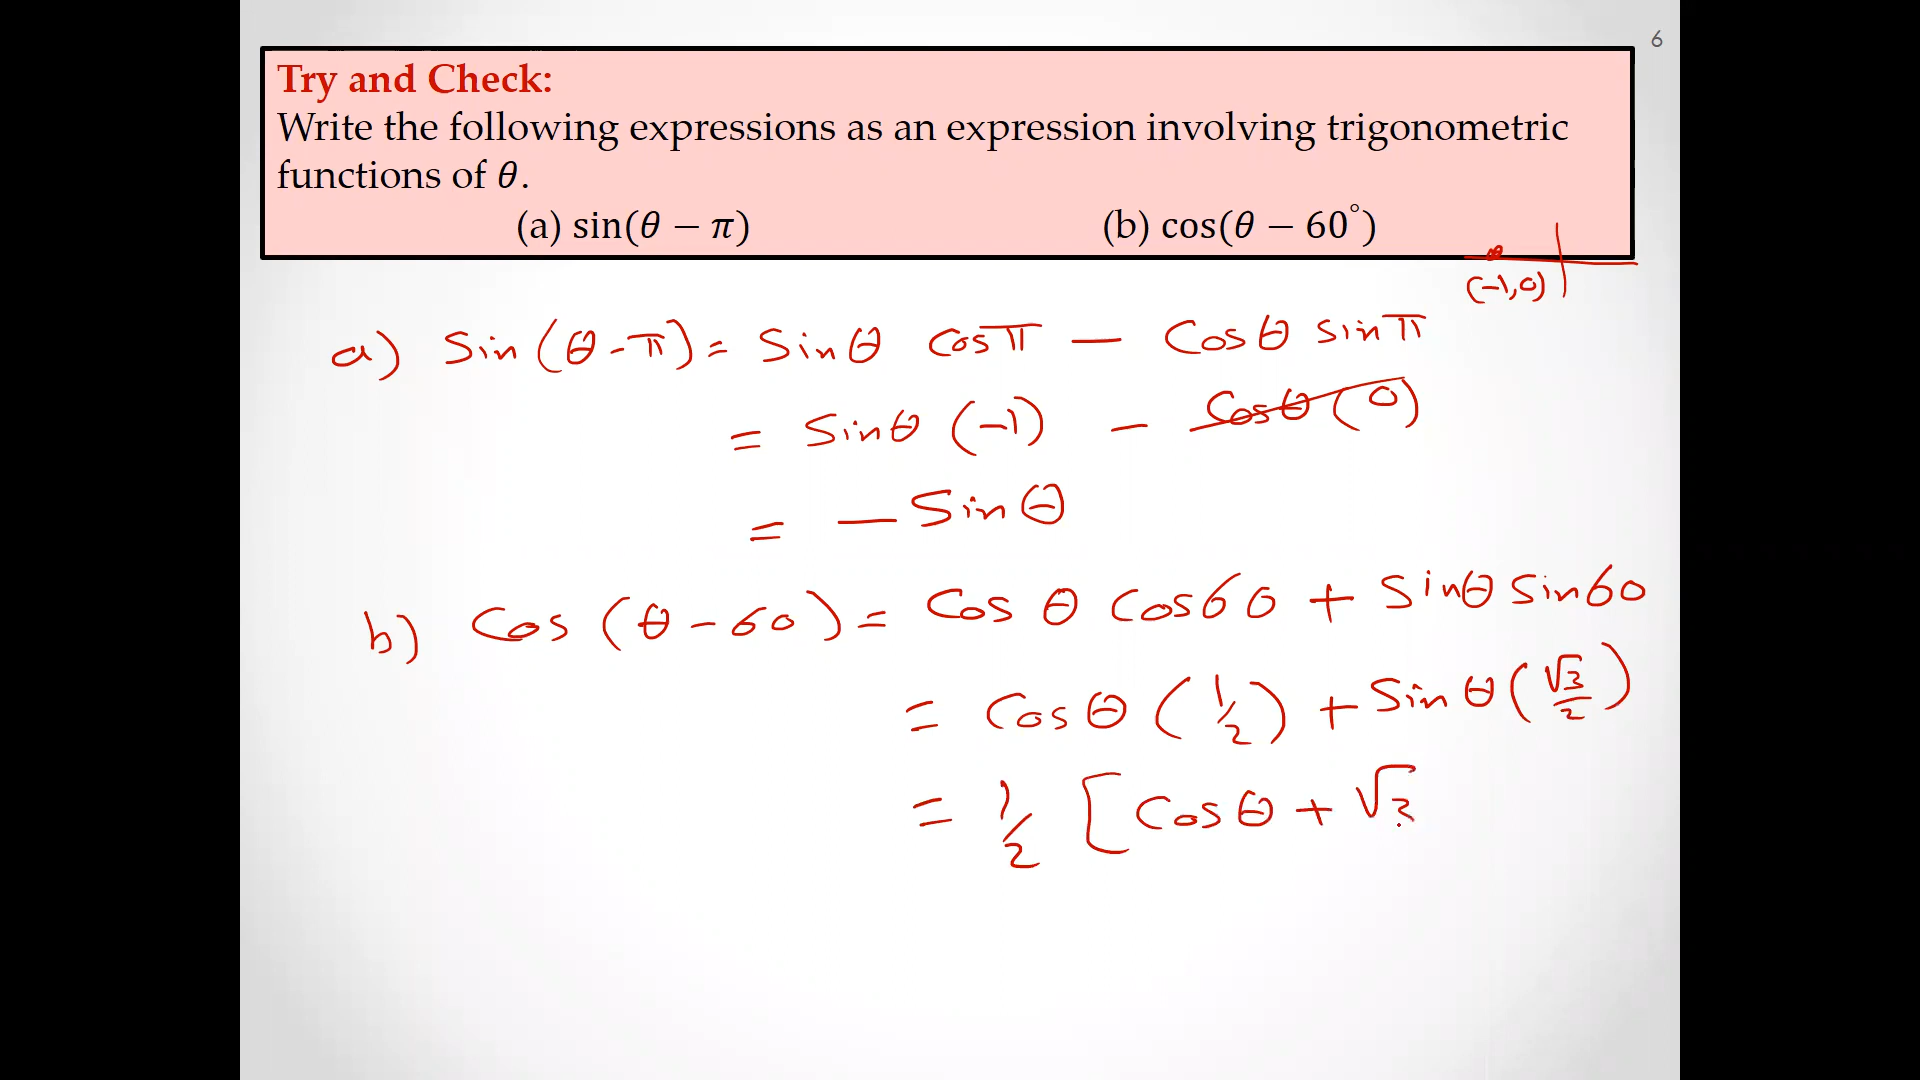 6
Try and Check:
Write the following expressions as an expression involving trigonometric
functions of θ.
(a) sin(θ − π) (b) cos(θ − 60°)
(-1,0)
a) Sin (θ - π) = Sinθ cosπ − Cosθ sinπ
= Sinθ (-1) − Cosθ (0)
= − Sinθ
b) Cos (θ - 60) = Cos θ Cos60 + Sinθ Sin60
= Cosθ (1/2) + Sinθ (√3/2)
= 1/2 [Cosθ + √3